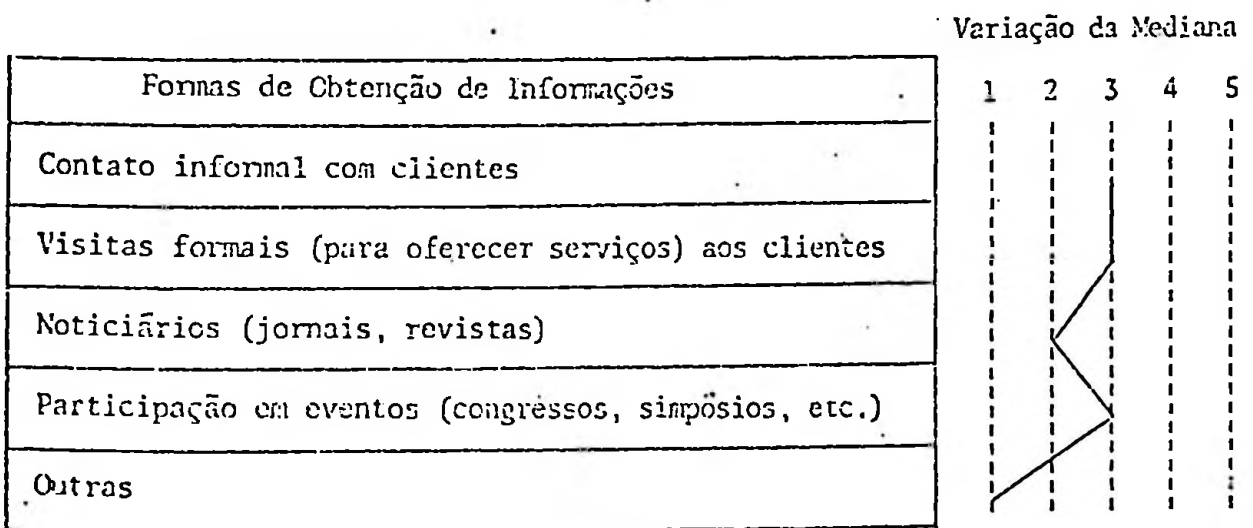 Variação da Mediana
Formas de Obtenção de Informações
1 2 3 4 5
Contato informal com clientes
Visitas formais (para oferecer serviços) aos clientes
Noticiários (jornais, revistas)
Participação em eventos (congressos, simpósios, etc.)
Outras